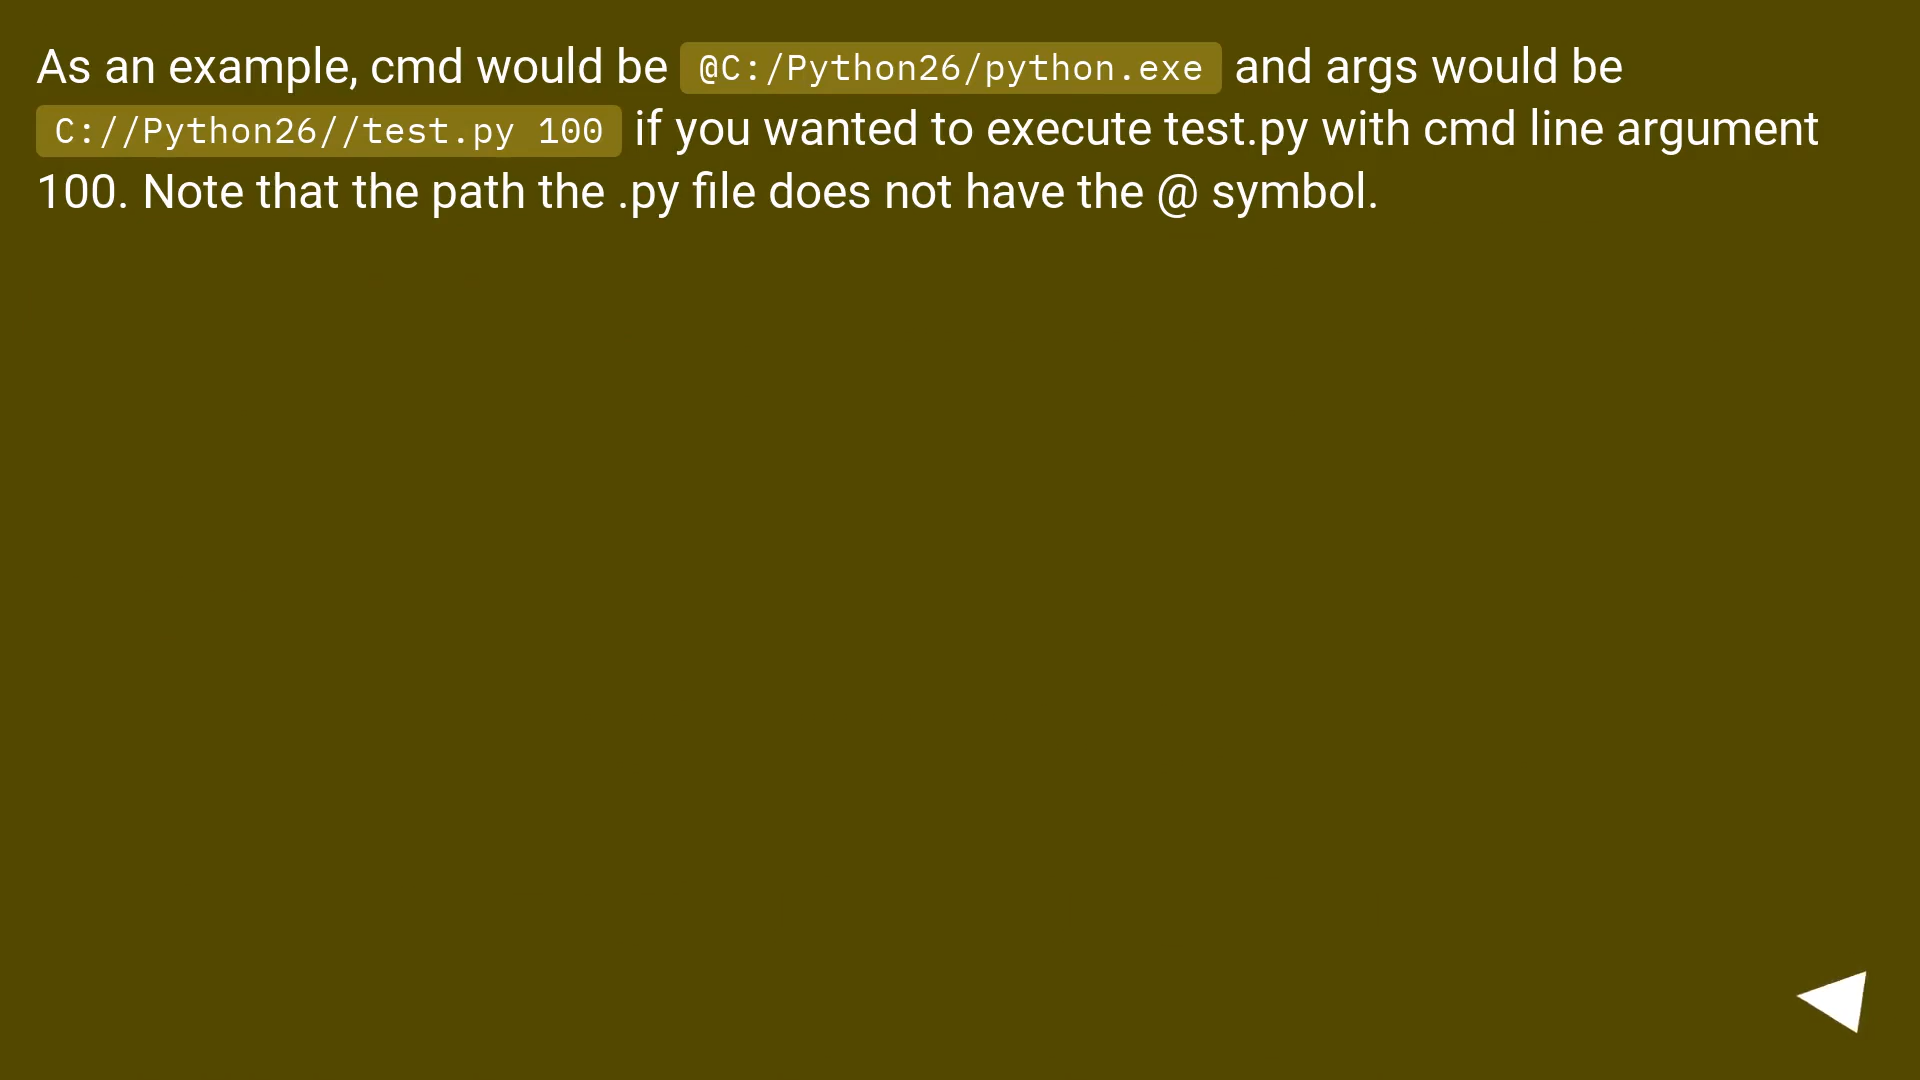 As an example, cmd would be @C:/Python26/python.exe and args would be
C://Python26//test.py 100 if you wanted to execute test.py with cmd line argument
100. Note that the path the .py file does not have the @ symbol.